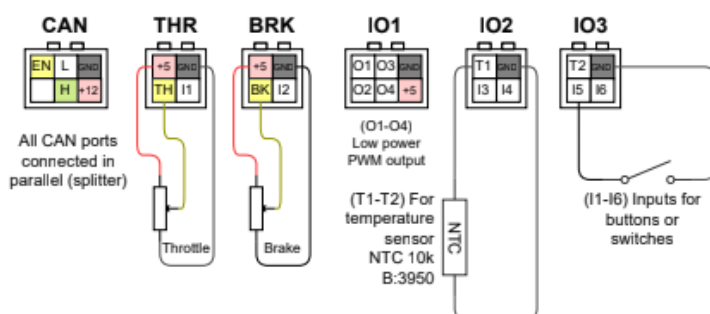 CAN THR BRK IO1 IO2 IO3
EN L GND
H +12
+5 GND
TH I1
+5 GND
BK I2
O1 O3 GND
O2 O4 +5
T1 GND
I3 I4
T2 GND
I5 I6
All CAN ports
connected in
parallel (splitter)
Throttle
Brake
(O1-O4)
Low power
PWM output
(T1-T2) For
temperature
sensor
NTC 10k
B:3950
NTC
(I1-I6) Inputs for
buttons or
switches